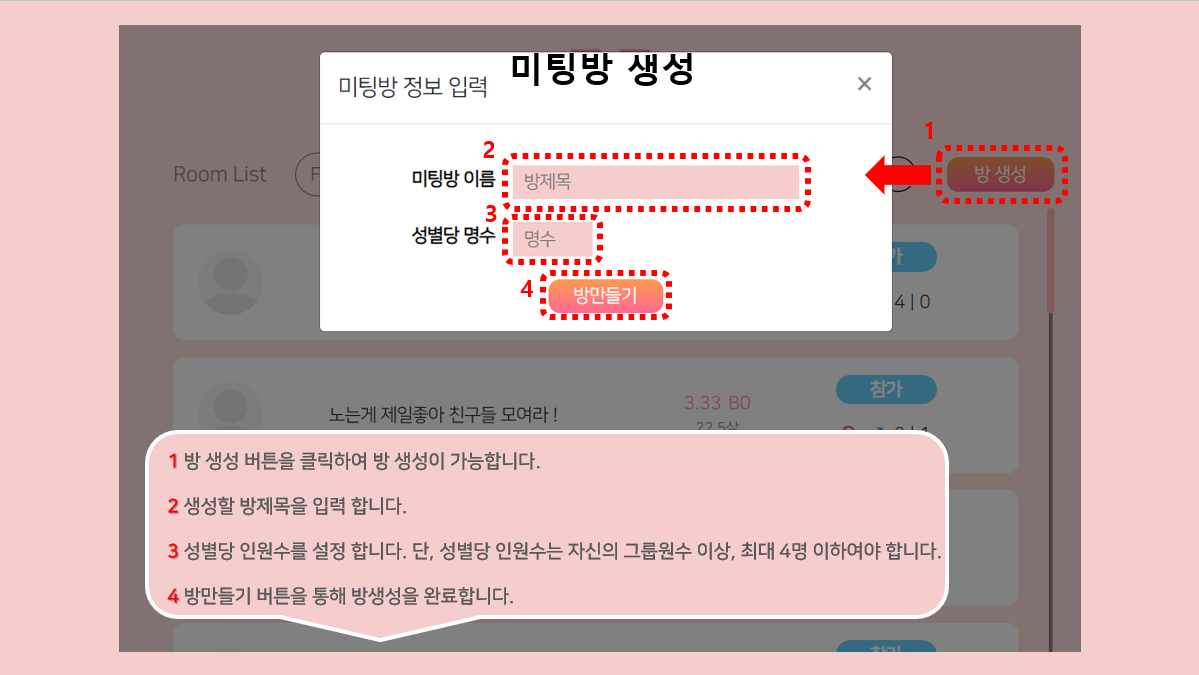 미팅방 생성
미팅방 정보 입력
×
1
Room List
F
방 생성
2
미팅방 이름
방제목
3
성별당 명수
명수
4
방만들기
가
4 | 0
참가
노는게 제일좋아 친구들 모여라 !
3.33 B0
22.5살
1 방 생성 버튼을 클릭하여 방 생성이 가능합니다.
2 생성할 방제목을 입력 합니다.
3 성별당 인원수를 설정 합니다. 단, 성별당 인원수는 자신의 그룹원수 이상, 최대 4명 이하여야 합니다.
4 방만들기 버튼을 통해 방생성을 완료합니다.
참가